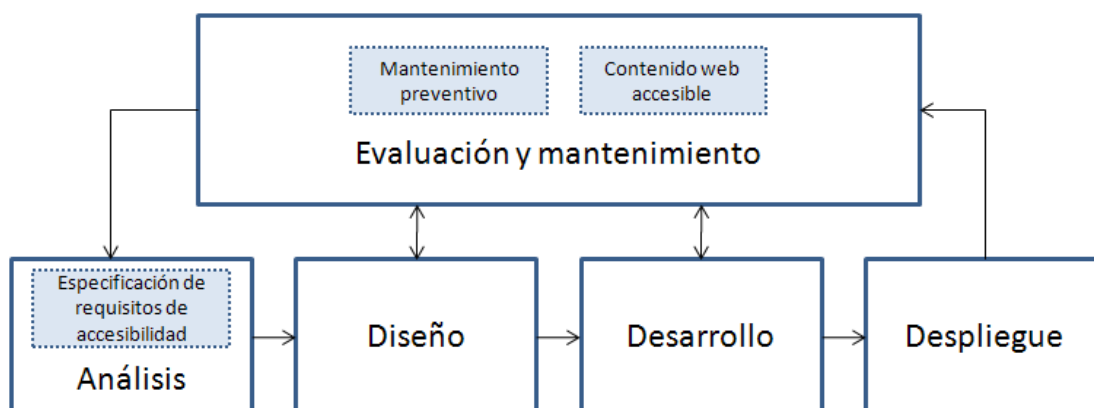 Mantenimiento
preventivo
Contenido web
accesible
Evaluación y mantenimiento
Especificación de
requisitos de
accesibilidad
Análisis
Diseño
Desarrollo
Despliegue